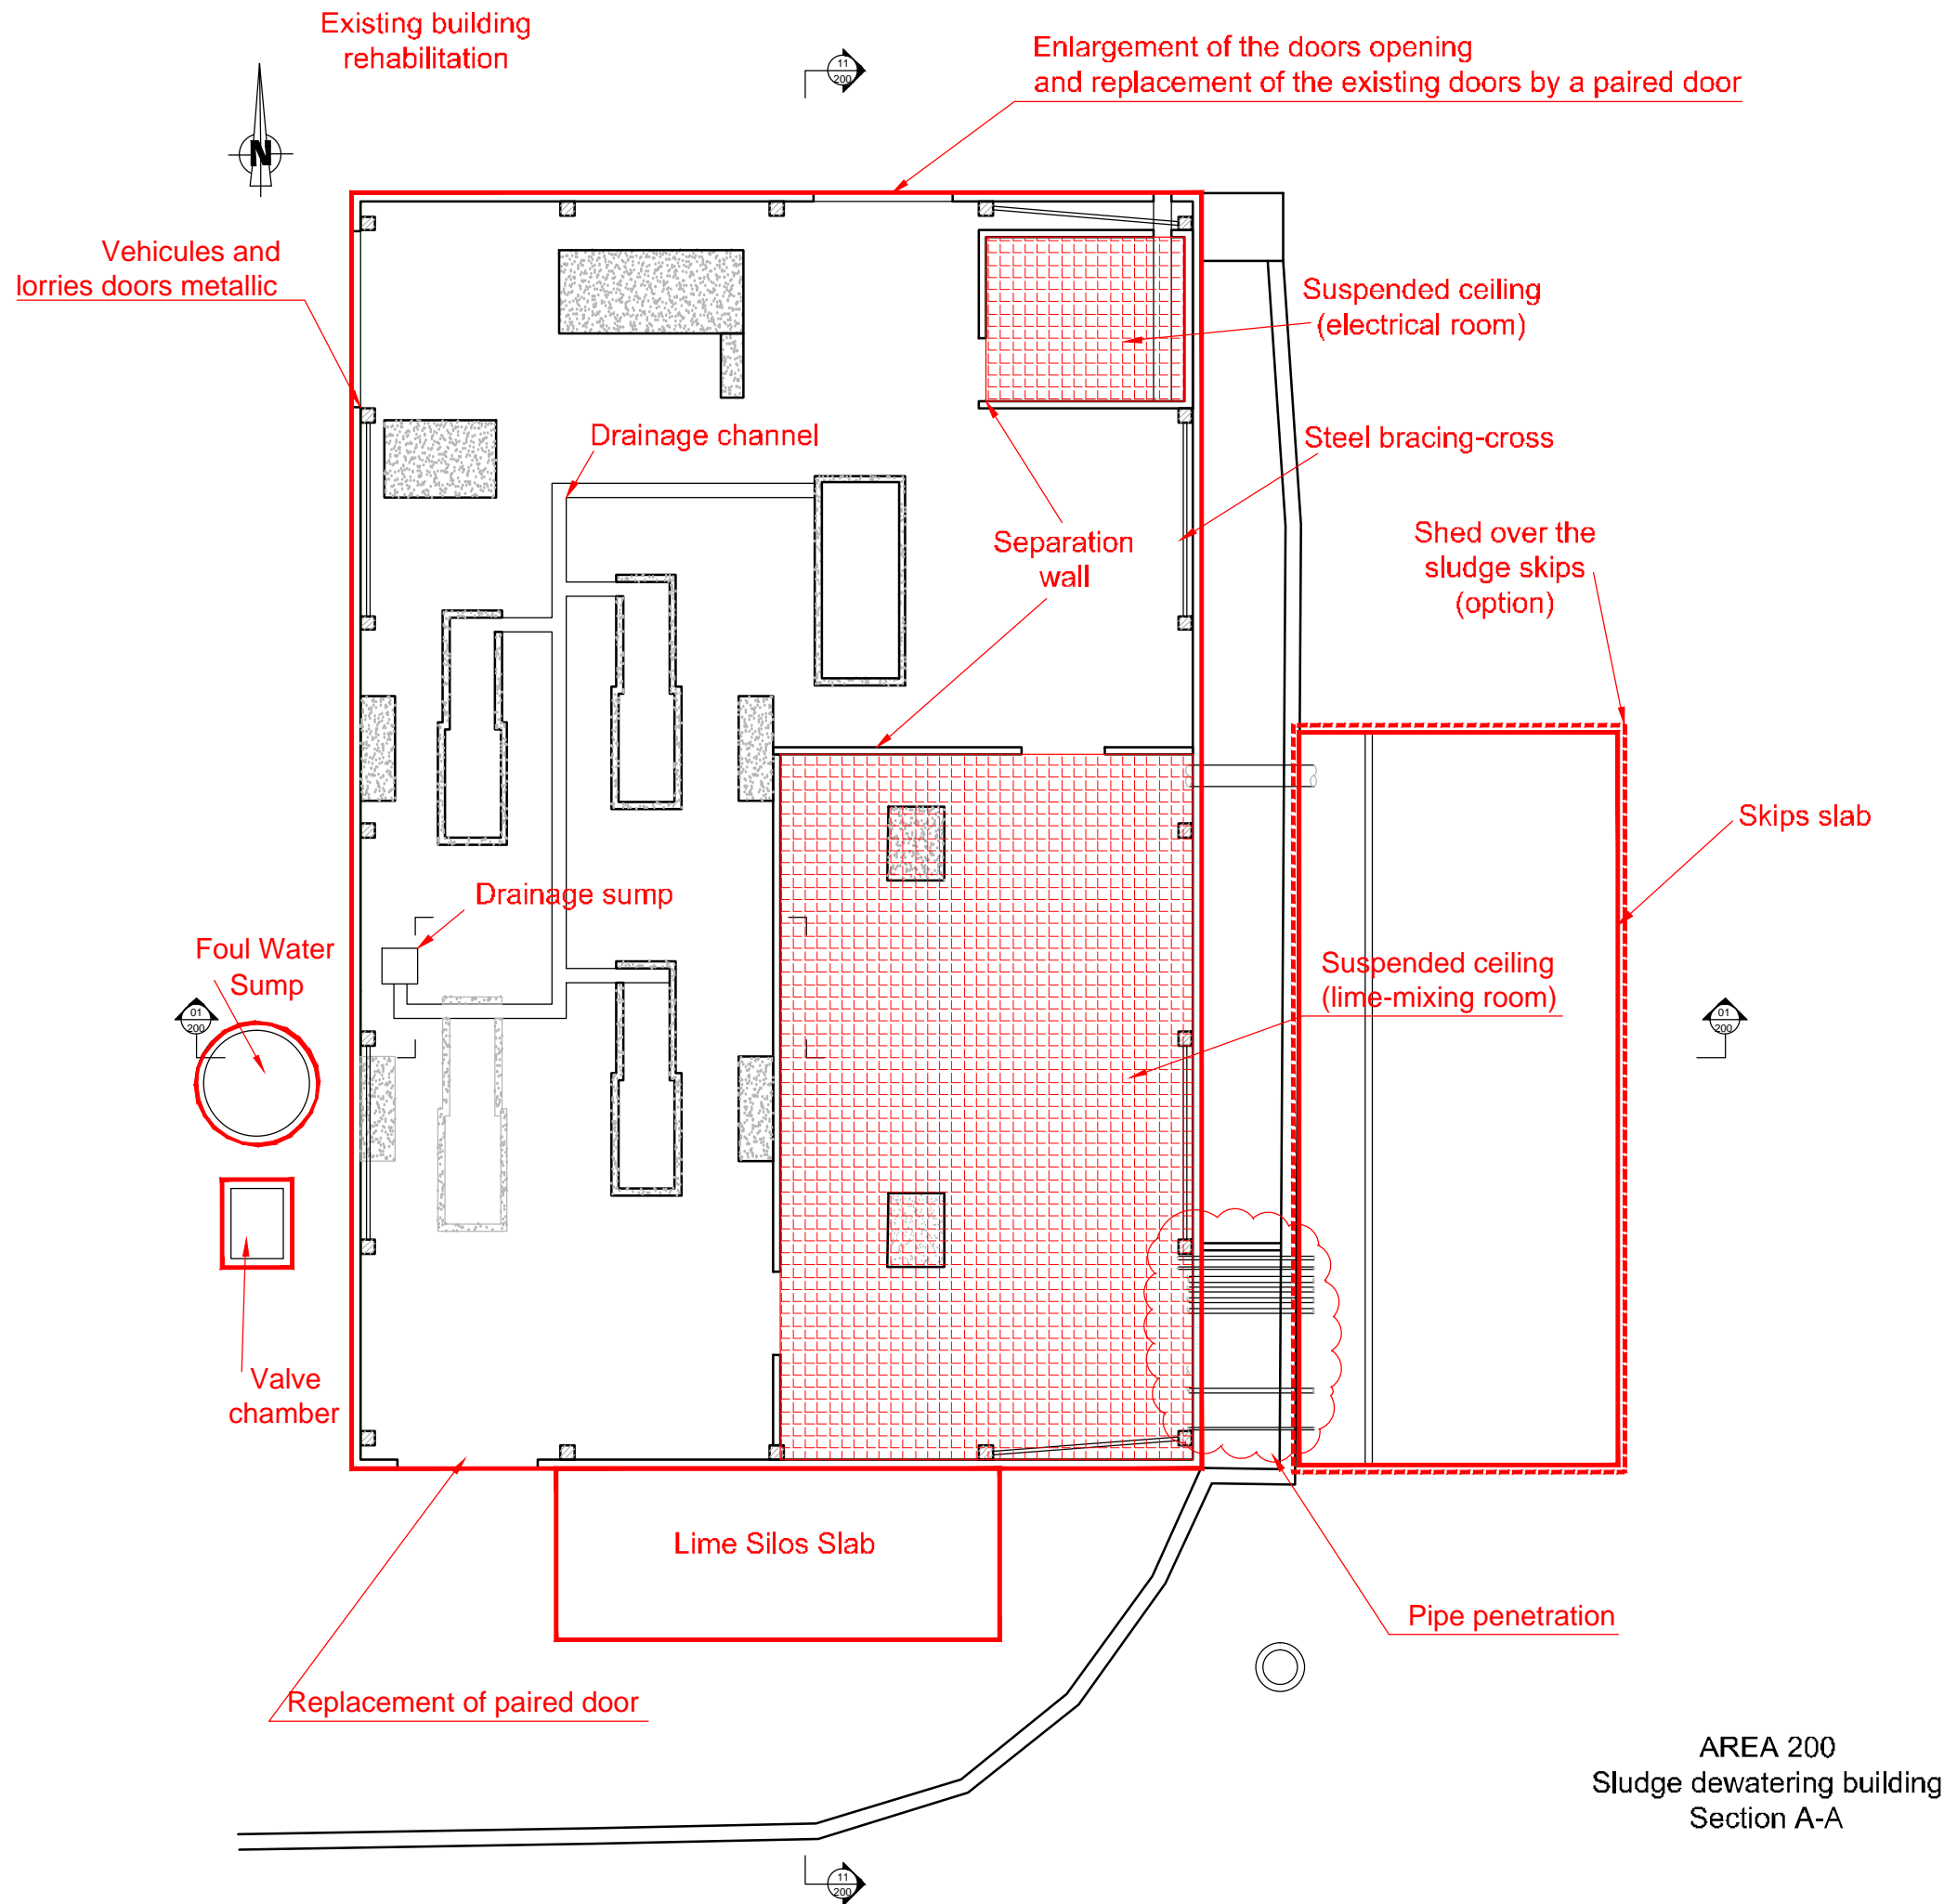 Existing building
rehabilitation
11
200
Enlargement of the doors opening
and replacement of the existing doors by a paired door
N
Vehicules and
lorries doors metallic
Suspended ceiling
(electrical room)
Drainage channel
Steel bracing-cross
Separation
wall
Shed over the
sludge skips
(option)
Skips slab
Drainage sump
Foul Water
Sump
Suspended ceiling
(lime-mixing room)
01
200
01
200
Valve
chamber
Lime Silos Slab
Pipe penetration
Replacement of paired door
AREA 200
Sludge dewatering building
Section A-A
11
200